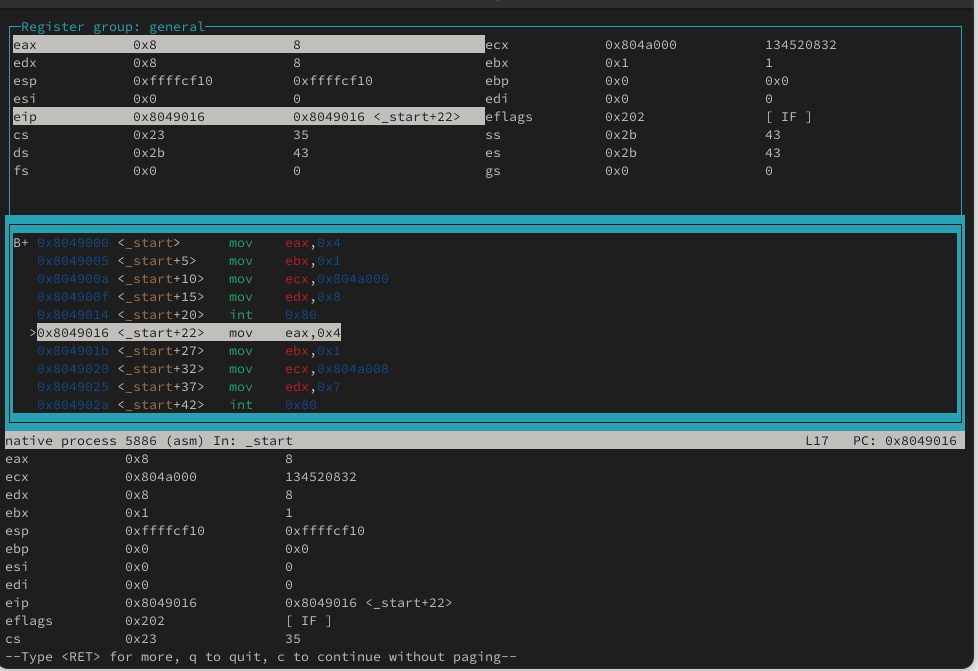 Register group: general
eax 0x8 8 ecx 0x804a000 134520832
edx 0x8 8 ebx 0x1 1
esp 0xffffcf10 0xffffcf10 ebp 0x0 0x0
esi 0x0 0 edi 0x0 0
eip 0x8049016 0x8049016 <_start+22> eflags 0x202 [ IF ]
cs 0x23 35 ss 0x2b 43
ds 0x2b 43 es 0x2b 43
fs 0x0 0 gs 0x0 0
B+ 0x8049000 <_start> mov eax,0x4
0x8049005 <_start+5> mov ebx,0x1
0x804900a <_start+10> mov ecx,0x804a000
0x804900f <_start+15> mov edx,0x8
0x8049014 <_start+20> int 0x80
>0x8049016 <_start+22> mov eax,0x4
0x804901b <_start+27> mov ebx,0x1
0x8049020 <_start+32> mov ecx,0x804a008
0x8049025 <_start+37> mov edx,0x7
0x804902a <_start+42> int 0x80
native process 5886 (asm) In: _start L17 PC: 0x8049016
eax 0x8 8
ecx 0x804a000 134520832
edx 0x8 8
ebx 0x1 1
esp 0xffffcf10 0xffffcf10
ebp 0x0 0x0
esi 0x0 0
edi 0x0 0
eip 0x8049016 0x8049016 <_start+22>
eflags 0x202 [ IF ]
cs 0x23 35
--Type <RET> for more, q to quit, c to continue without paging--